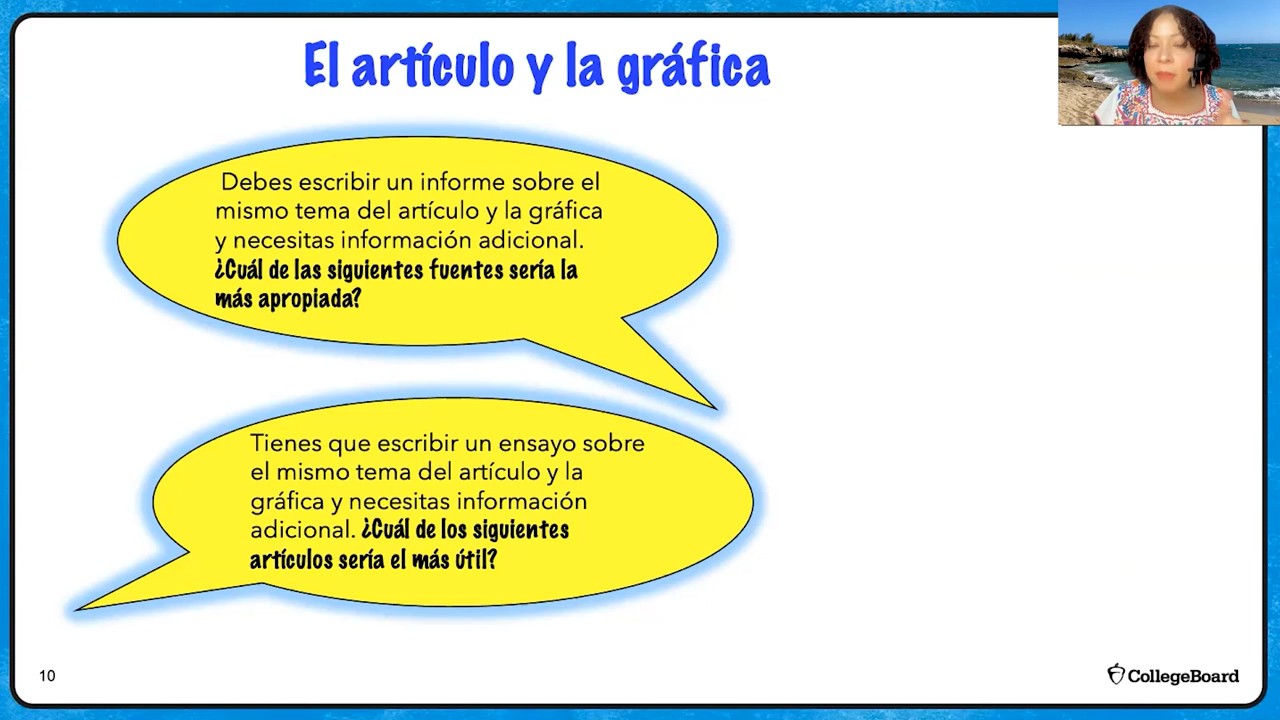 El artículo y la gráfica
Debes escribir un informe sobre el
mismo tema del artículo y la gráfica
y necesitas información adicional.
¿Cuál de las siguientes fuentes sería la
más apropiada?
Tienes que escribir un ensayo sobre
el mismo tema del artículo y la
gráfica y necesitas información
adicional. ¿Cuál de los siguientes
artículos sería el más útil?
10
CollegeBoard